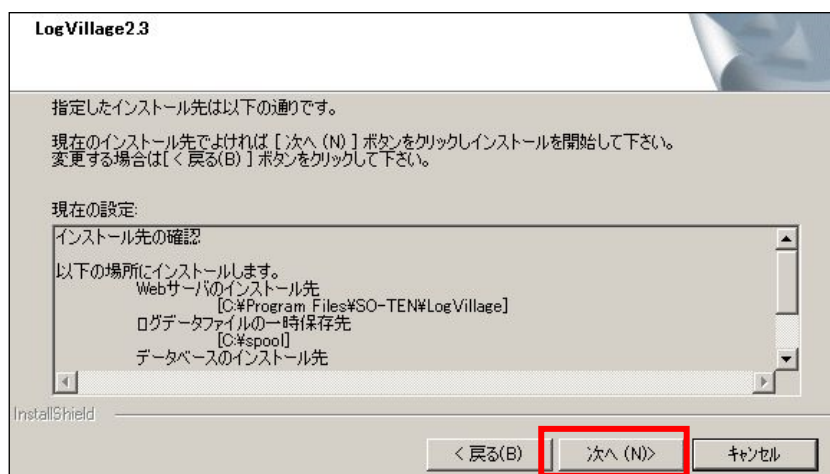 LogVillage2.3
指定したインストール先は以下の通りです。
現在のインストール先でよければ [ 次へ (N) ] ボタンをクリックしインストールを開始して下さい。
変更する場合は[ < 戻る(B) ] ボタンをクリックして下さい。
現在の設定:
インストール先の確認
以下の場所にインストールします。
Webサーバのインストール先
[C:¥Program Files¥SO-TEN¥LogVillage]
ログデータファイルの一時保存先
[C:¥spool]
データベースのインストール先
InstallShield
< 戻る(B) 次へ (N)> キャンセル